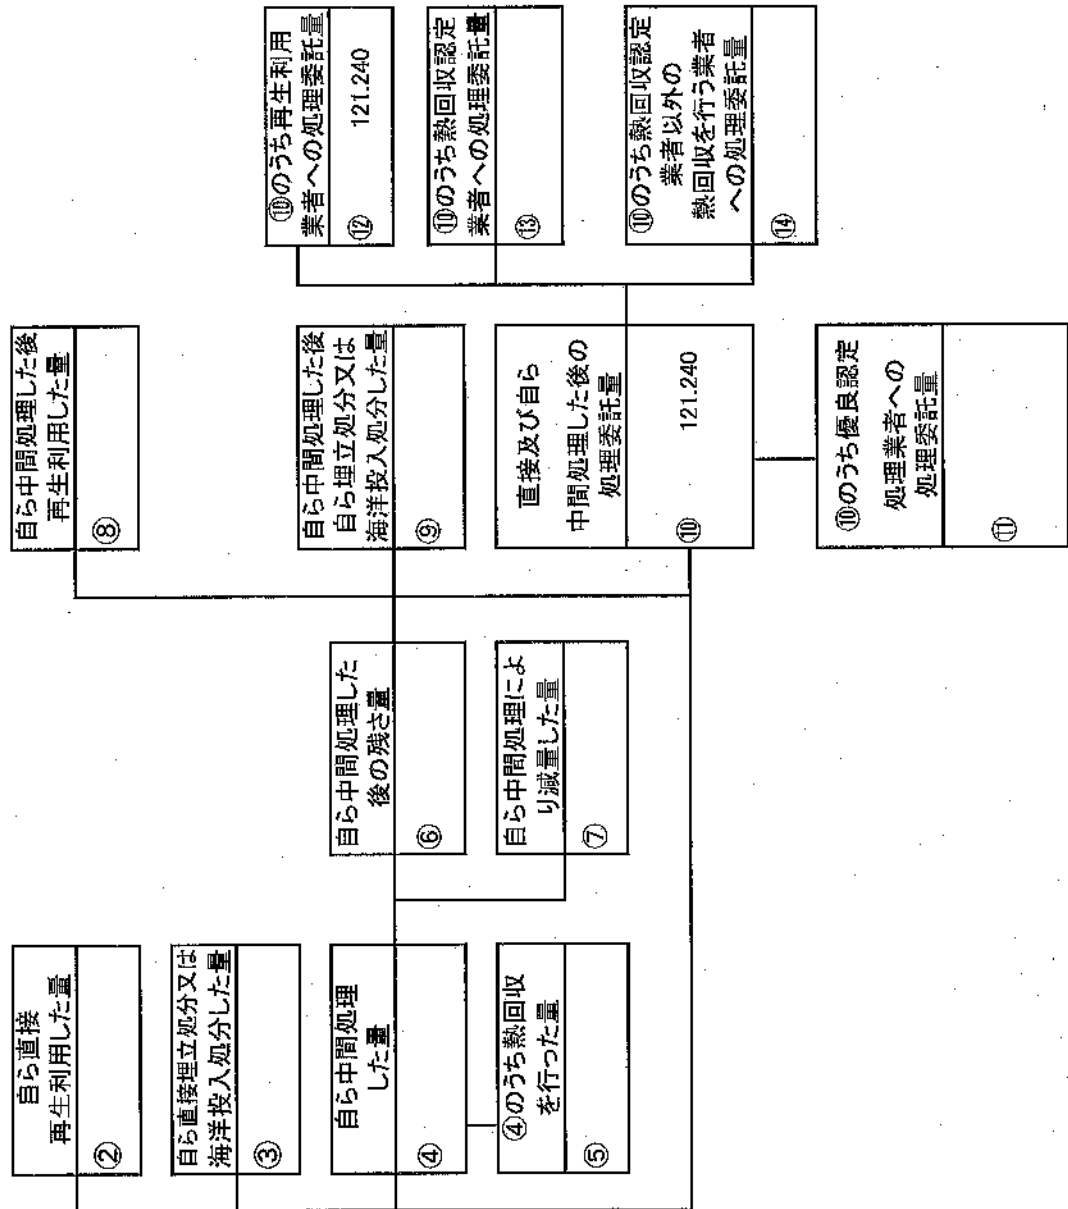 自ら直接
再生利用した量
②
自ら直接埋立処分又は
海洋投入処分した量
③
自ら中間処理
した量
④
④のうち熱回収
を行った量
⑤
自ら中間処理した
後の残さ量
⑥
自ら中間処理によ
り減量した量
⑦
自ら中間処理した後
再生利用した量
⑧
自ら中間処理した後
自ら埋立処分又は
海洋投入処分した量
⑨
直接及び自ら
中間処理した後の
処理委託量
⑩ 121.240
⑩のうち優良認定
処理業者への
処理委託量
⑪
⑩のうち再生利用
業者への処理委託量
⑫ 121.240
⑩のうち熱回収認定
業者への処理委託量
⑬
⑩のうち熱回収認定
業者以外の
熱回収を行う業者
への処理委託量
⑭